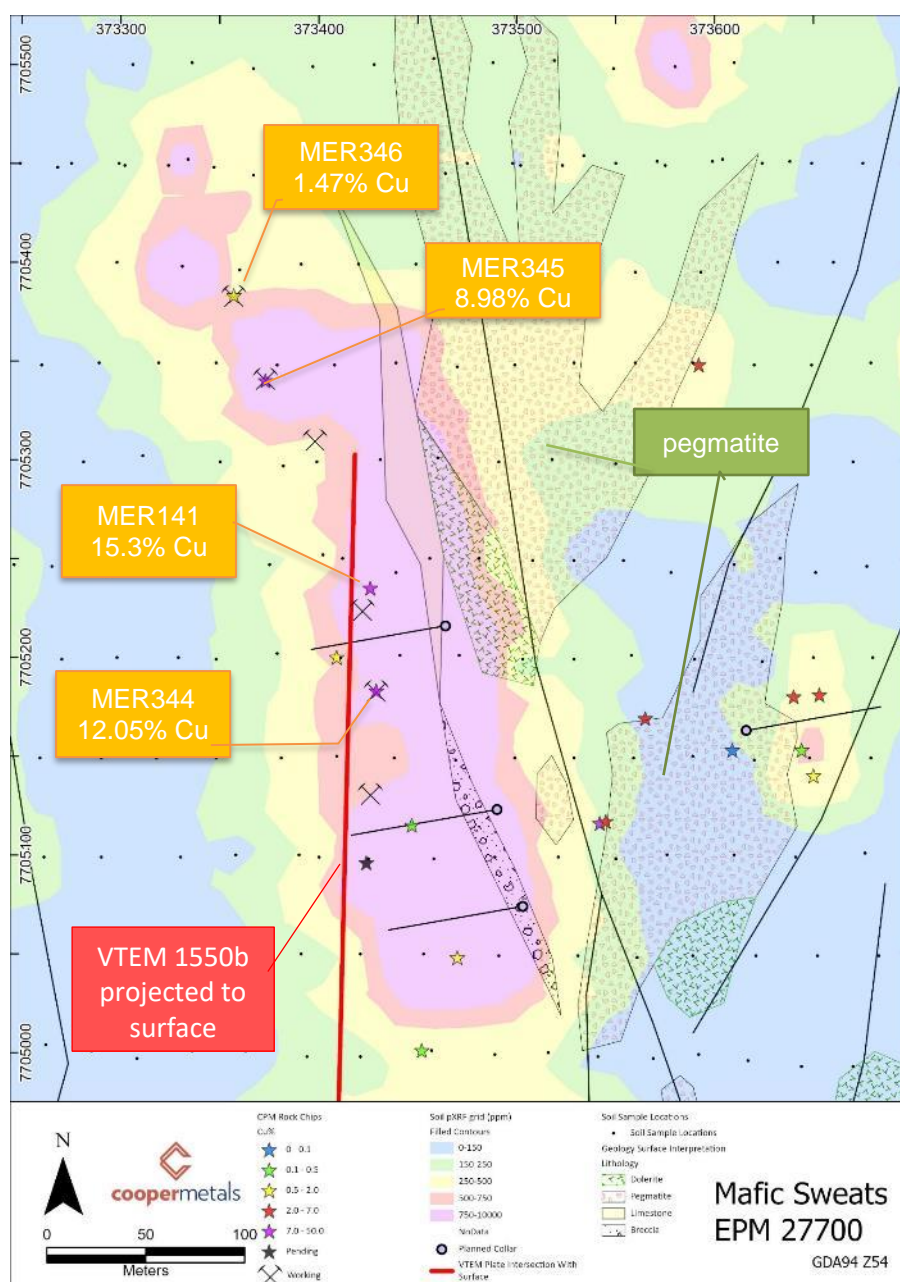 373300
373400
373500
373600
7705500
7705400
7705300
7705200
7705100
7705000
MER346
1.47% Cu
MER345
8.98% Cu
pegmatite
MER141
15.3% Cu
MER344
12.05% Cu
VTEM 1550b
projected to
surface
N
coopermetals
0 50 100
Meters
CPM Rock Chips
Cu%
0 - 0.1
0.1 - 0.5
0.5 - 2.0
2.0 - 7.0
7.0 - 50.0
Pending
Working
Soil pXRF grid (ppm)
Filled Contours
0-150
150 250
250-500
500-750
750-10000
NoData
Planned Collar
VTEM Plate Intersection With
Surface
Soil Sample Locations
Soil Sample Locations
Geology Surface Interpretation
Lithology
Dolerite
Pegmatite
Limestone
Breccia
Mafic Sweats
EPM 27700
GDA94 Z54